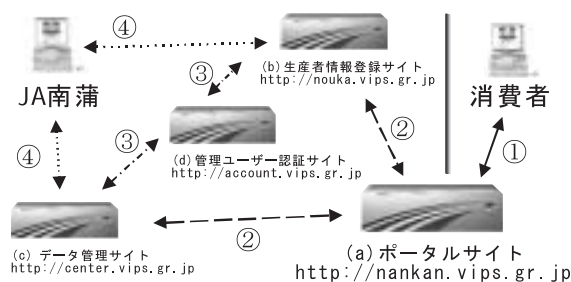 ④
③
(b)生産者情報登録サイト
http://nouka.vips.gr.jp
JA南蒲
消費者
②
①
③
④
(d)管理ユーザー認証サイト
http://account.vips.gr.jp
②
(c) データ管理サイト
http://center.vips.gr.jp
(a)ポータルサイト
http://nankan.vips.gr.jp